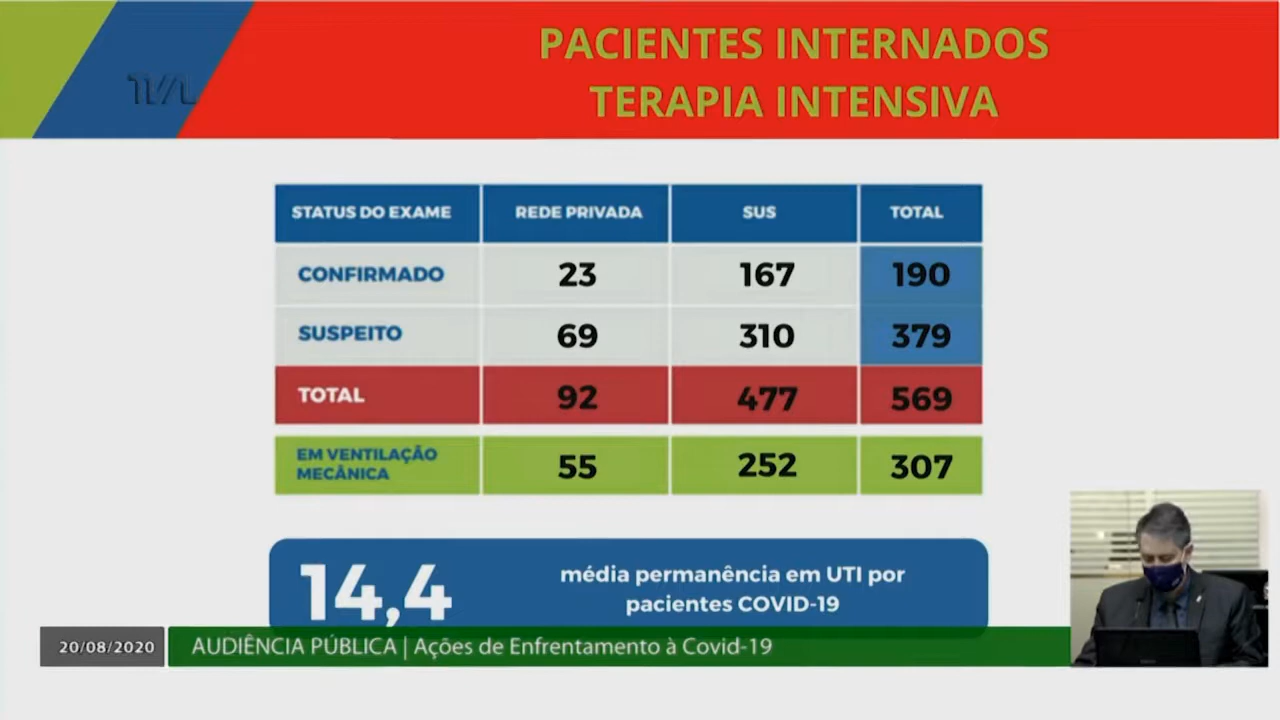 PACIENTES INTERNADOS
TERAPIA INTENSIVA
TVAL
STATUS DO EXAME REDE PRIVADA SUS TOTAL
CONFIRMADO 23 167 190
SUSPEITO 69 310 379
TOTAL 92 477 569
EM VENTILAÇÃO
MECÂNICA 55 252 307
14,4
média permanência em UTI por
pacientes COVID-19
20/08/2020 AUDIÊNCIA PÚBLICA | Ações de Enfrentamento à Covid-19